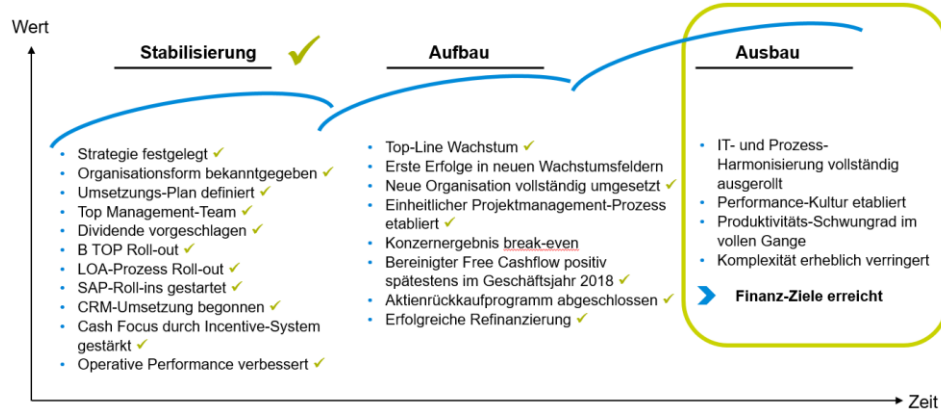 Wert
Stabilisierung ✓
• Strategie festgelegt ✓
• Organisationsform bekanntgegeben ✓
• Umsetzungs-Plan definiert ✓
• Top Management-Team ✓
• Dividende vorgeschlagen ✓
• B TOP Roll-out ✓
• LOA-Prozess Roll-out ✓
• SAP-Roll-ins gestartet ✓
• CRM-Umsetzung begonnen ✓
• Cash Focus durch Incentive-System
gestärkt ✓
• Operative Performance verbessert ✓
Aufbau
• Top-Line Wachstum ✓
• Erste Erfolge in neuen Wachstumsfeldern
• Neue Organisation vollständig umgesetzt ✓
• Einheitlicher Projektmanagement-Prozess
etabliert ✓
• Konzernergebnis break-even
• Bereinigter Free Cashflow positiv
spätestens im Geschäftsjahr 2018 ✓
• Aktienrückkaufprogramm abgeschlossen ✓
• Erfolgreiche Refinanzierung ✓
Ausbau
• IT- und Prozess-
Harmonisierung vollständig
ausgerollt
• Performance-Kultur etabliert
• Produktivitäts-Schwungrad im
vollen Gange
• Komplexität erheblich verringert
Finanz-Ziele erreicht
Zeit